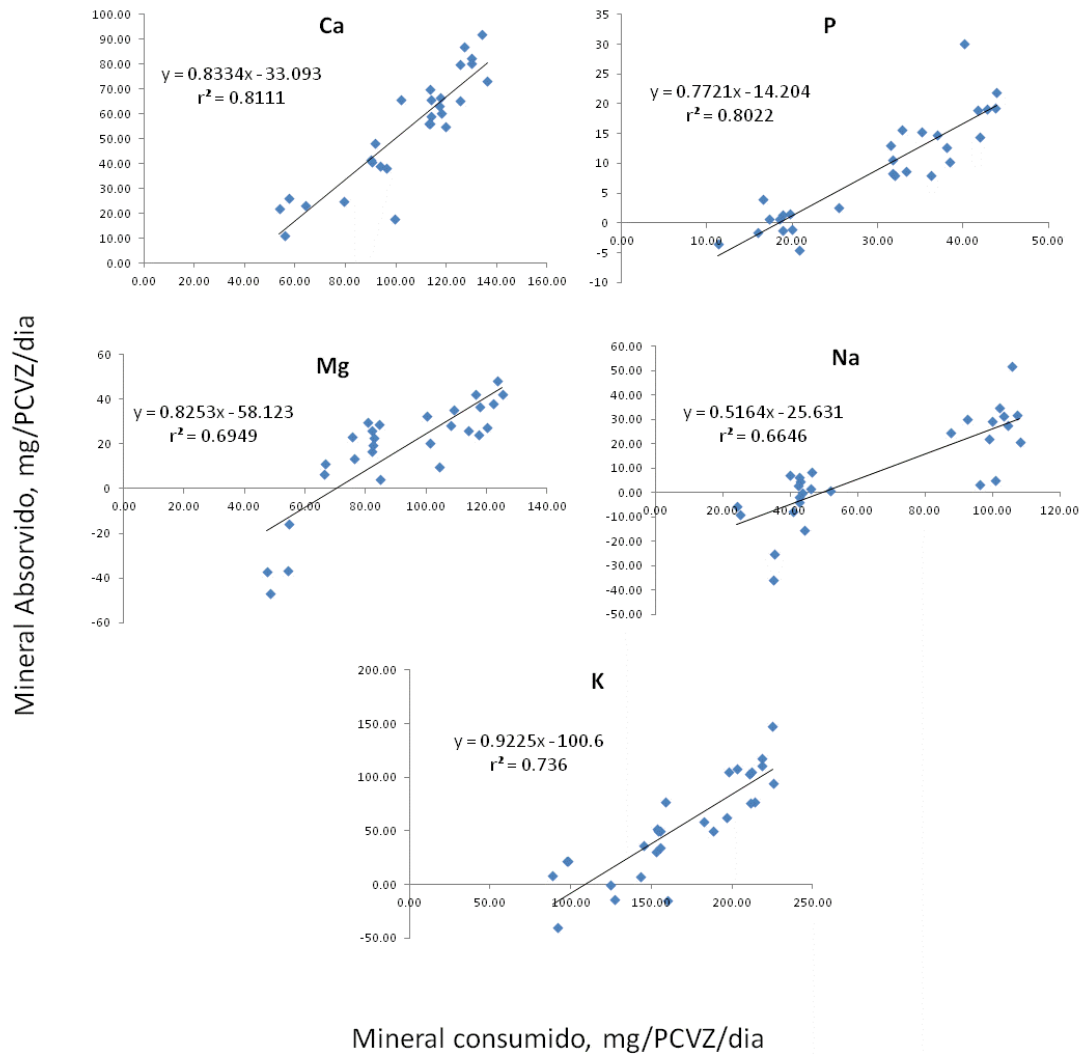 Mineral Absorvido, mg/PCVZ/dia
Ca
y = 0.8334x - 33.093
r² = 0.8111
100.00
90.00
80.00
70.00
60.00
50.00
40.00
30.00
20.00
10.00
0.00
0.00 20.00 40.00 60.00 80.00 100.00 120.00 140.00 160.00
P
y = 0.7721x - 14.204
r² = 0.8022
35
30
25
20
15
10
5
0
-5
-10
0.00 10.00 20.00 30.00 40.00 50.00
Mg
y = 0.8253x - 58.123
r² = 0.6949
60
40
20
0
-20
-40
-60
0.00 20.00 40.00 60.00 80.00 100.00 120.00 140.00
Na
y = 0.5164x - 25.631
r² = 0.6646
60.00
50.00
40.00
30.00
20.00
10.00
0.00
-10.00
-20.00
-30.00
-40.00
-50.00
0.00 20.00 40.00 60.00 80.00 100.00 120.00
K
y = 0.9225x - 100.6
r² = 0.736
200.00
150.00
100.00
50.00
0.00
-50.00
0.00 50.00 100.00 150.00 200.00 250.00
Mineral consumido, mg/PCVZ/dia